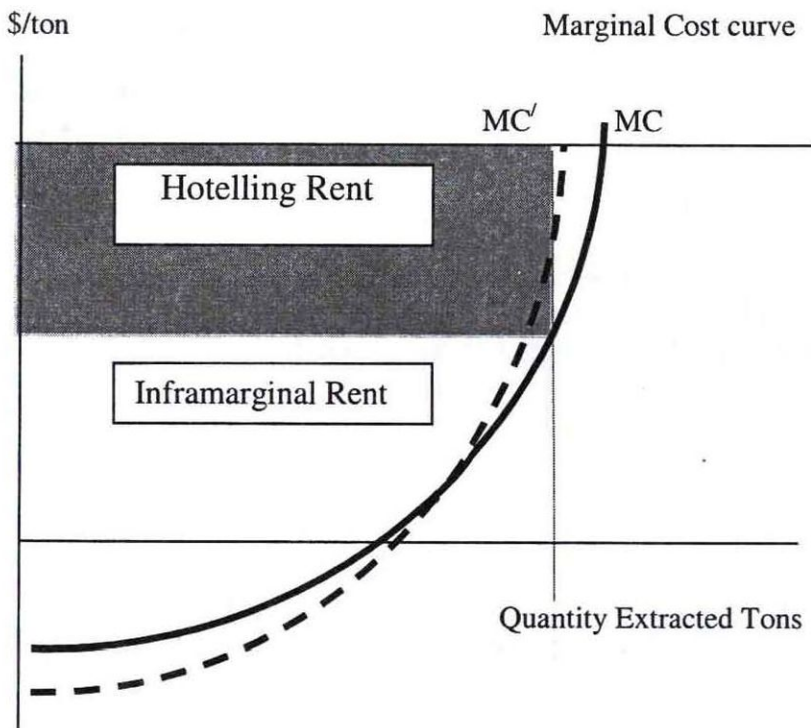 $/ton
Marginal Cost curve
MC′
MC
Hotelling Rent
Inframarginal Rent
Quantity Extracted Tons